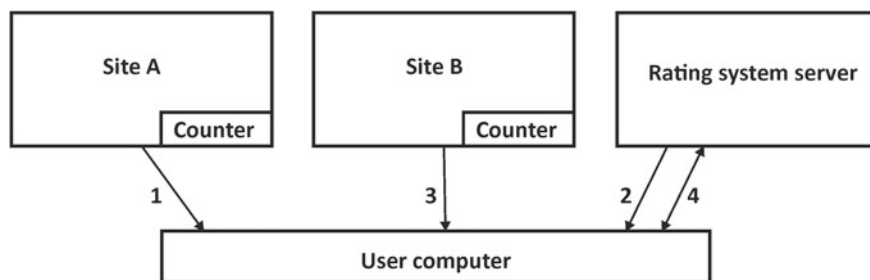 Site A
Counter
Site B
Counter
Rating system server
1
3
2
4
User computer